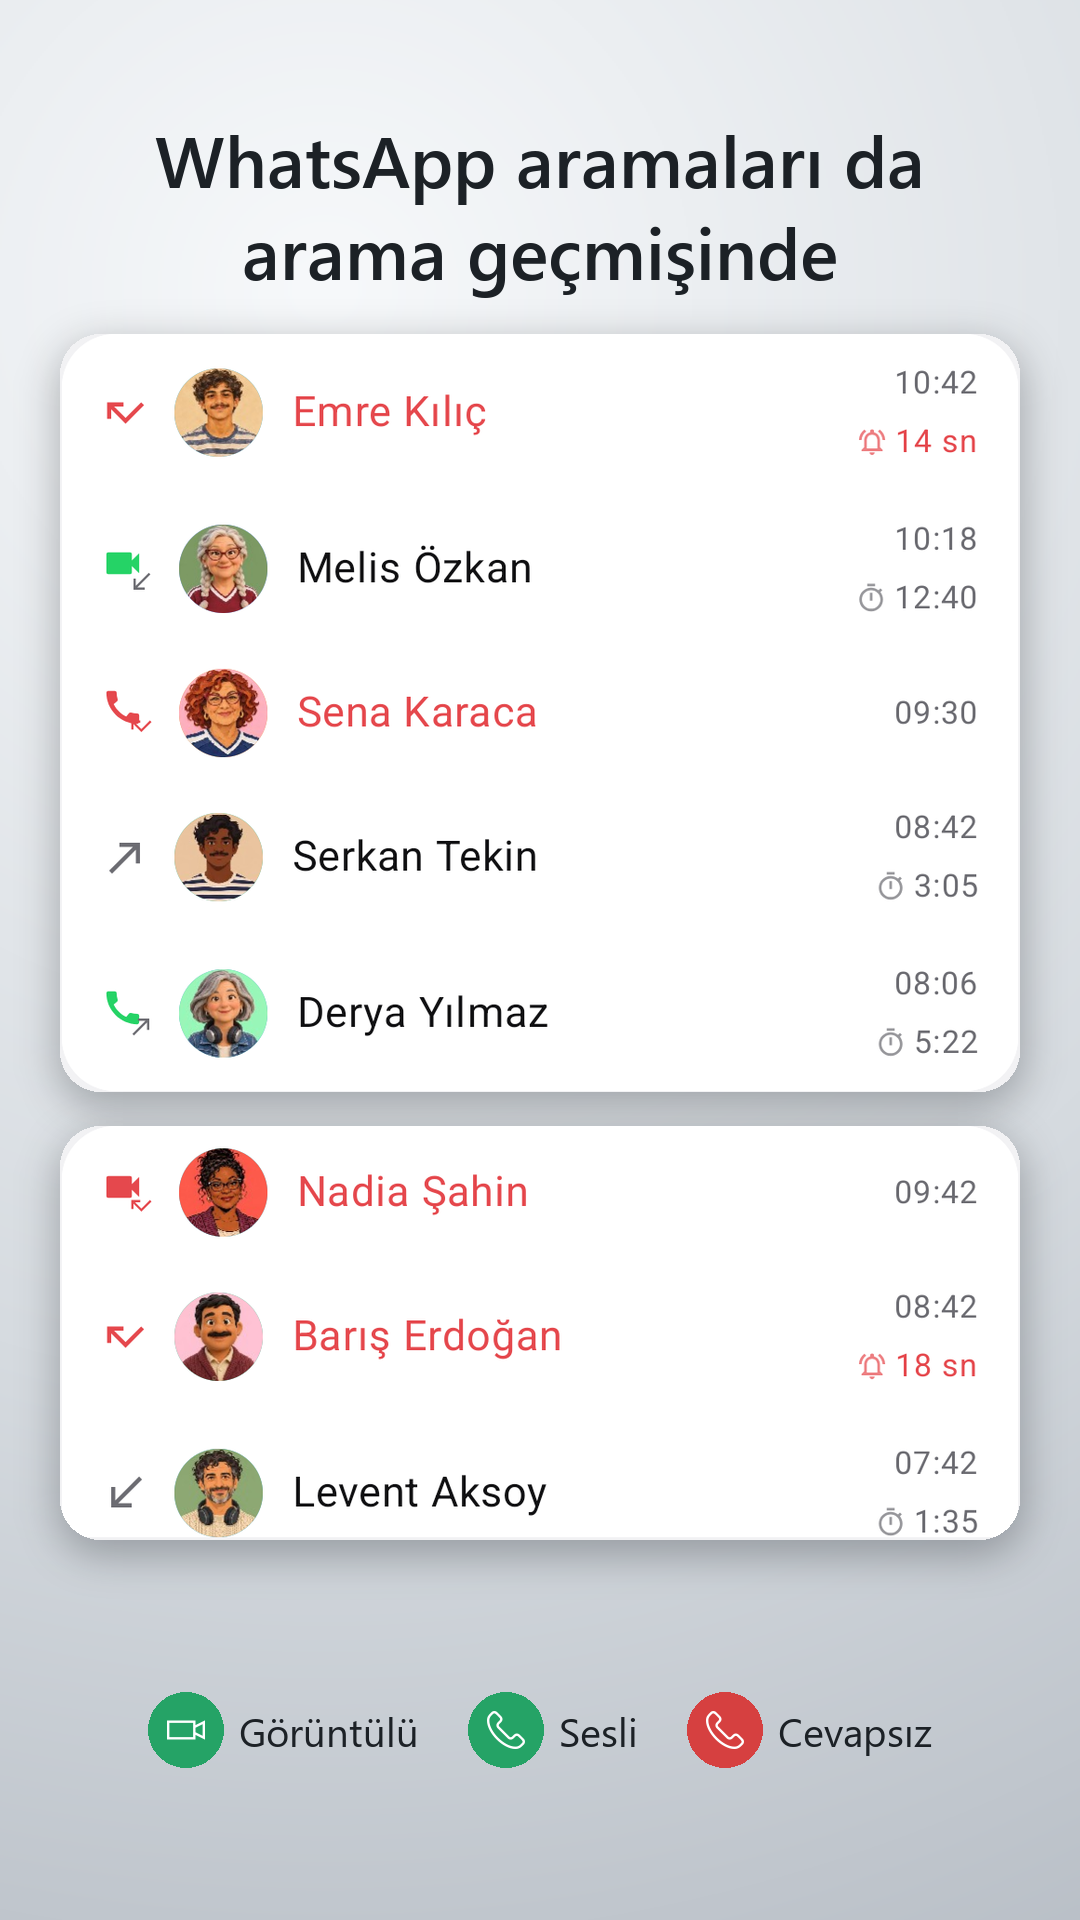 WhatsApp aramaları da
arama geçmişinde
Emre Kılıç
10:42
14 sn
Melis Özkan
10:18
12:40
Sena Karaca
09:30
Serkan Tekin
08:42
3:05
Derya Yılmaz
08:06
5:22
Nadia Şahin
09:42
Barış Erdoğan
08:42
18 sn
Levent Aksoy
07:42
1:35
Görüntülü
Sesli
Cevapsız